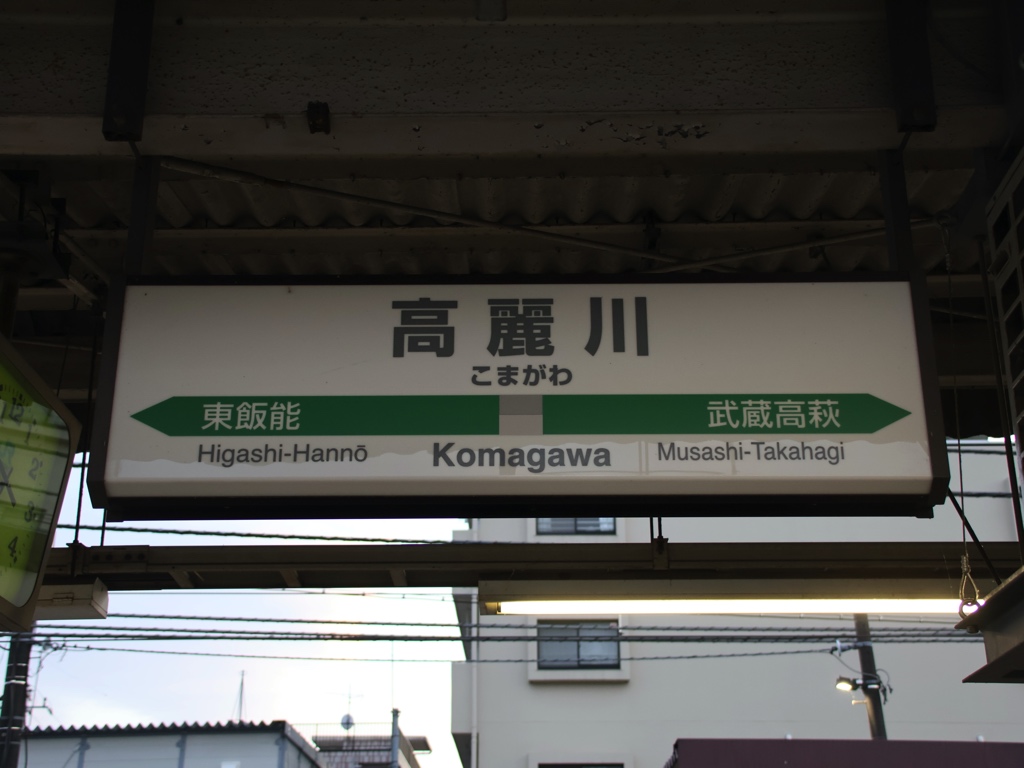 高麗川
こまがわ
東飯能 武蔵高萩
Higashi-Hannō Komagawa Musashi-Takahagi